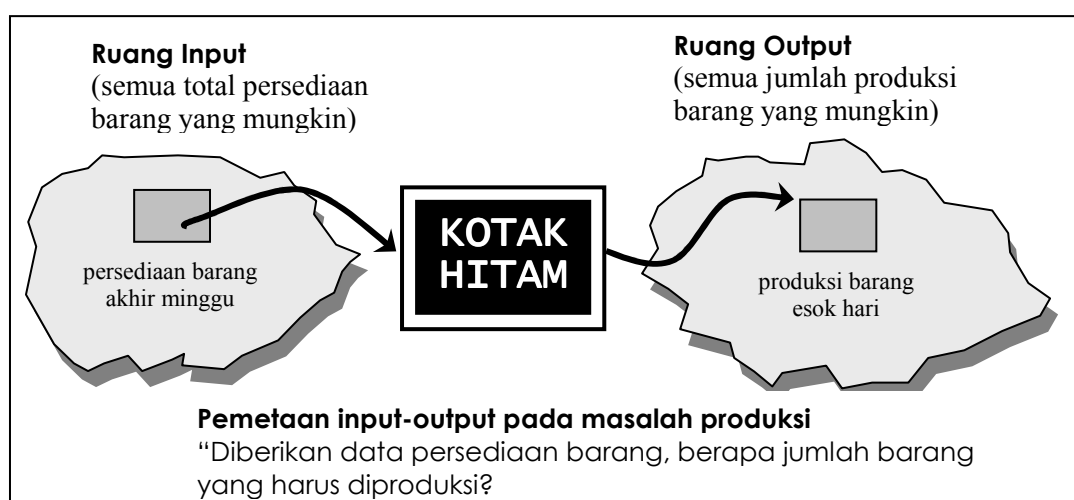 Ruang Input
(semua total persediaan
barang yang mungkin)
Ruang Output
(semua jumlah produksi
barang yang mungkin)
persediaan barang
akhir minggu
KOTAK
HITAM
produksi barang
esok hari
Pemetaan input-output pada masalah produksi
“Diberikan data persediaan barang, berapa jumlah barang
yang harus diproduksi?